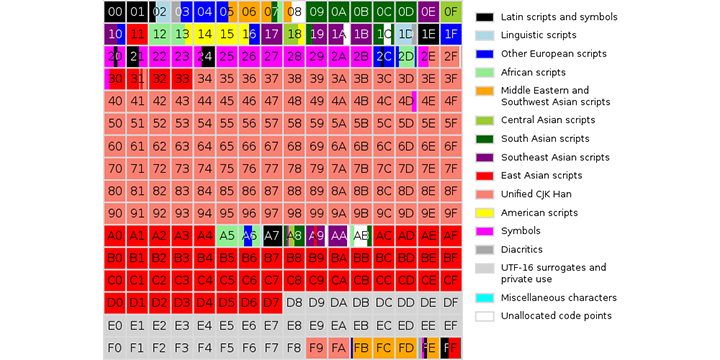 00 01 02 03 04 05 06 07 08 09 0A 0B 0C 0D 0E 0F
10 11 12 13 14 15 16 17 18 19 1A 1B 1C 1D 1E 1F
20 21 22 23 24 25 26 27 28 29 2A 2B 2C 2D 2E 2F
30 31 32 33 34 35 36 37 38 39 3A 3B 3C 3D 3E 3F
40 41 42 43 44 45 46 47 48 49 4A 4B 4C 4D 4E 4F
50 51 52 53 54 55 56 57 58 59 5A 5B 5C 5D 5E 5F
60 61 62 63 64 65 66 67 68 69 6A 6B 6C 6D 6E 6F
70 71 72 73 74 75 76 77 78 79 7A 7B 7C 7D 7E 7F
80 81 82 83 84 85 86 87 88 89 8A 8B 8C 8D 8E 8F
90 91 92 93 94 95 96 97 98 99 9A 9B 9C 9D 9E 9F
A0 A1 A2 A3 A4 A5 A6 A7 A8 A9 AA AB AC AD AE AF
B0 B1 B2 B3 B4 B5 B6 B7 B8 B9 BA BB BC BD BE BF
C0 C1 C2 C3 C4 C5 C6 C7 C8 C9 CA CB CC CD CE CF
D0 D1 D2 D3 D4 D5 D6 D7 D8 D9 DA DB DC DD DE DF
E0 E1 E2 E3 E4 E5 E6 E7 E8 E9 EA EB EC ED EE EF
F0 F1 F2 F3 F4 F5 F6 F7 F8 F9 FA FB FC FD FE FF
Latin scripts and symbols
Linguistic scripts
Other European scripts
African scripts
Middle Eastern and
Southwest Asian scripts
Central Asian scripts
South Asian scripts
Southeast Asian scripts
East Asian scripts
Unified CJK Han
American scripts
Symbols
Diacritics
UTF-16 surrogates and
private use
Miscellaneous characters
Unallocated code points